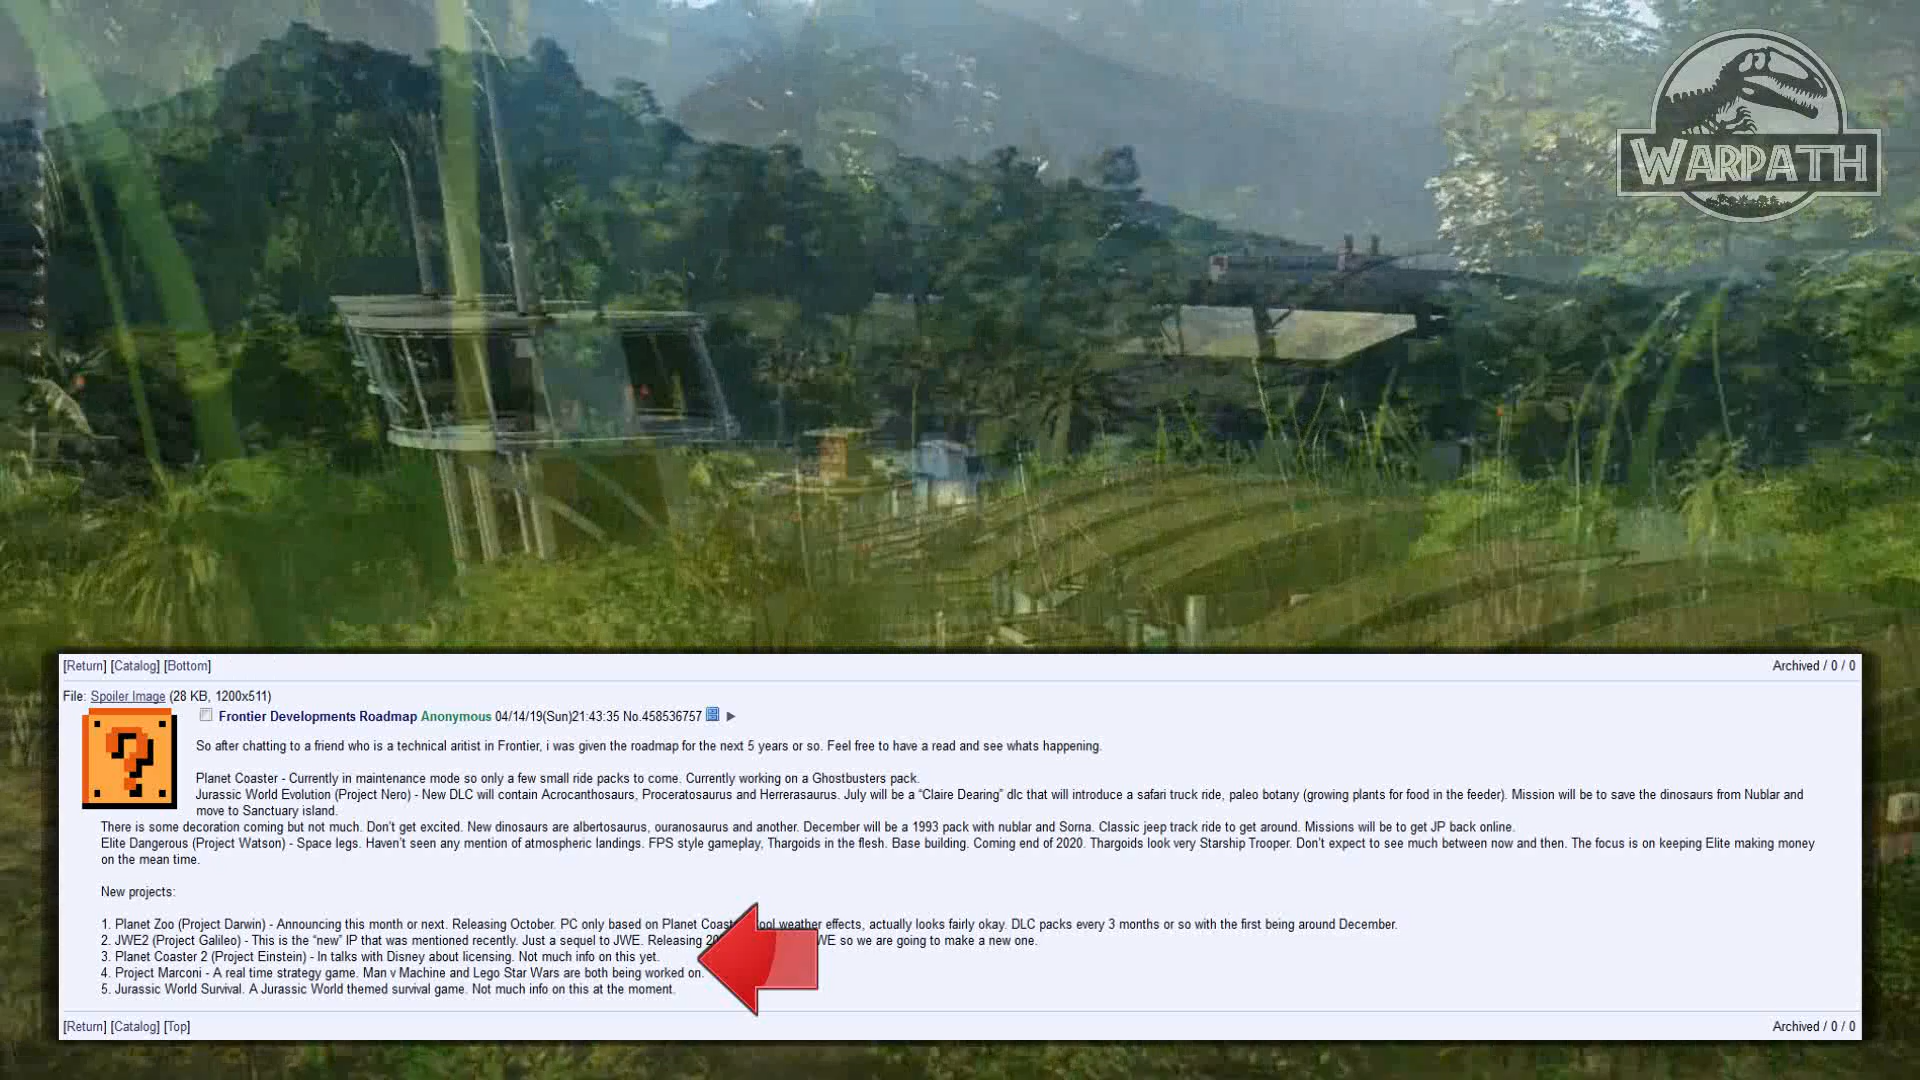 WARPATH
[Return] [Catalog] [Bottom]
Archived / 0 / 0
File: Spoiler Image (28 KB, 1200x511)
Frontier Developments Roadmap Anonymous 04/14/19(Sun)21:43:35 No.458536757
So after chatting to a friend who is a technical aritist in Frontier, i was given the roadmap for the next 5 years or so. Feel free to have a read and see whats happening.
Planet Coaster - Currently in maintenance mode so only a few small ride packs to come. Currently working on a Ghostbusters pack.
Jurassic World Evolution (Project Nero) - New DLC will contain Acrocanthosaurs, Proceratosaurus and Herrerasaurus. July will be a “Claire Dearing” dlc that will introduce a safari truck ride, paleo botany (growing plants for food in the feeder). Mission will be to save the dinosaurs from Nublar and
move to Sanctuary island.
There is some decoration coming but not much. Don’t get excited. New dinosaurs are albertosaurus, ouranosaurus and another. December will be a 1993 pack with nublar and Sorna. Classic jeep track ride to get around. Missions will be to get JP back online.
Elite Dangerous (Project Watson) - Space legs. Haven’t seen any mention of atmospheric landings. FPS style gameplay, Thargoids in the flesh. Base building. Coming end of 2020. Thargoids look very Starship Trooper. Don’t expect to see much between now and then. The focus is on keeping Elite making money
on the mean time.
New projects:
1. Planet Zoo (Project Darwin) - Announcing this month or next. Releasing October. PC only based on Planet weather effects, actually looks fairly okay. DLC packs every 3 months or so with the first being around December.
2. JWE2 (Project Galileo) - This is the “new” IP that was mentioned recently. Just a sequel to JWE. Releasing so we are going to make a new one.
3. Planet Coaster 2 (Project Einstein) - In talks with Disney about licensing. Not much info on this yet.
4. Project Marconi - A real time strategy game. Man v Machine and Lego Star Wars are both being worked on.
5. Jurassic World Survival. A Jurassic World themed survival game. Not much info on this at the moment.
[Return] [Catalog] [Top]
Archived / 0 / 0